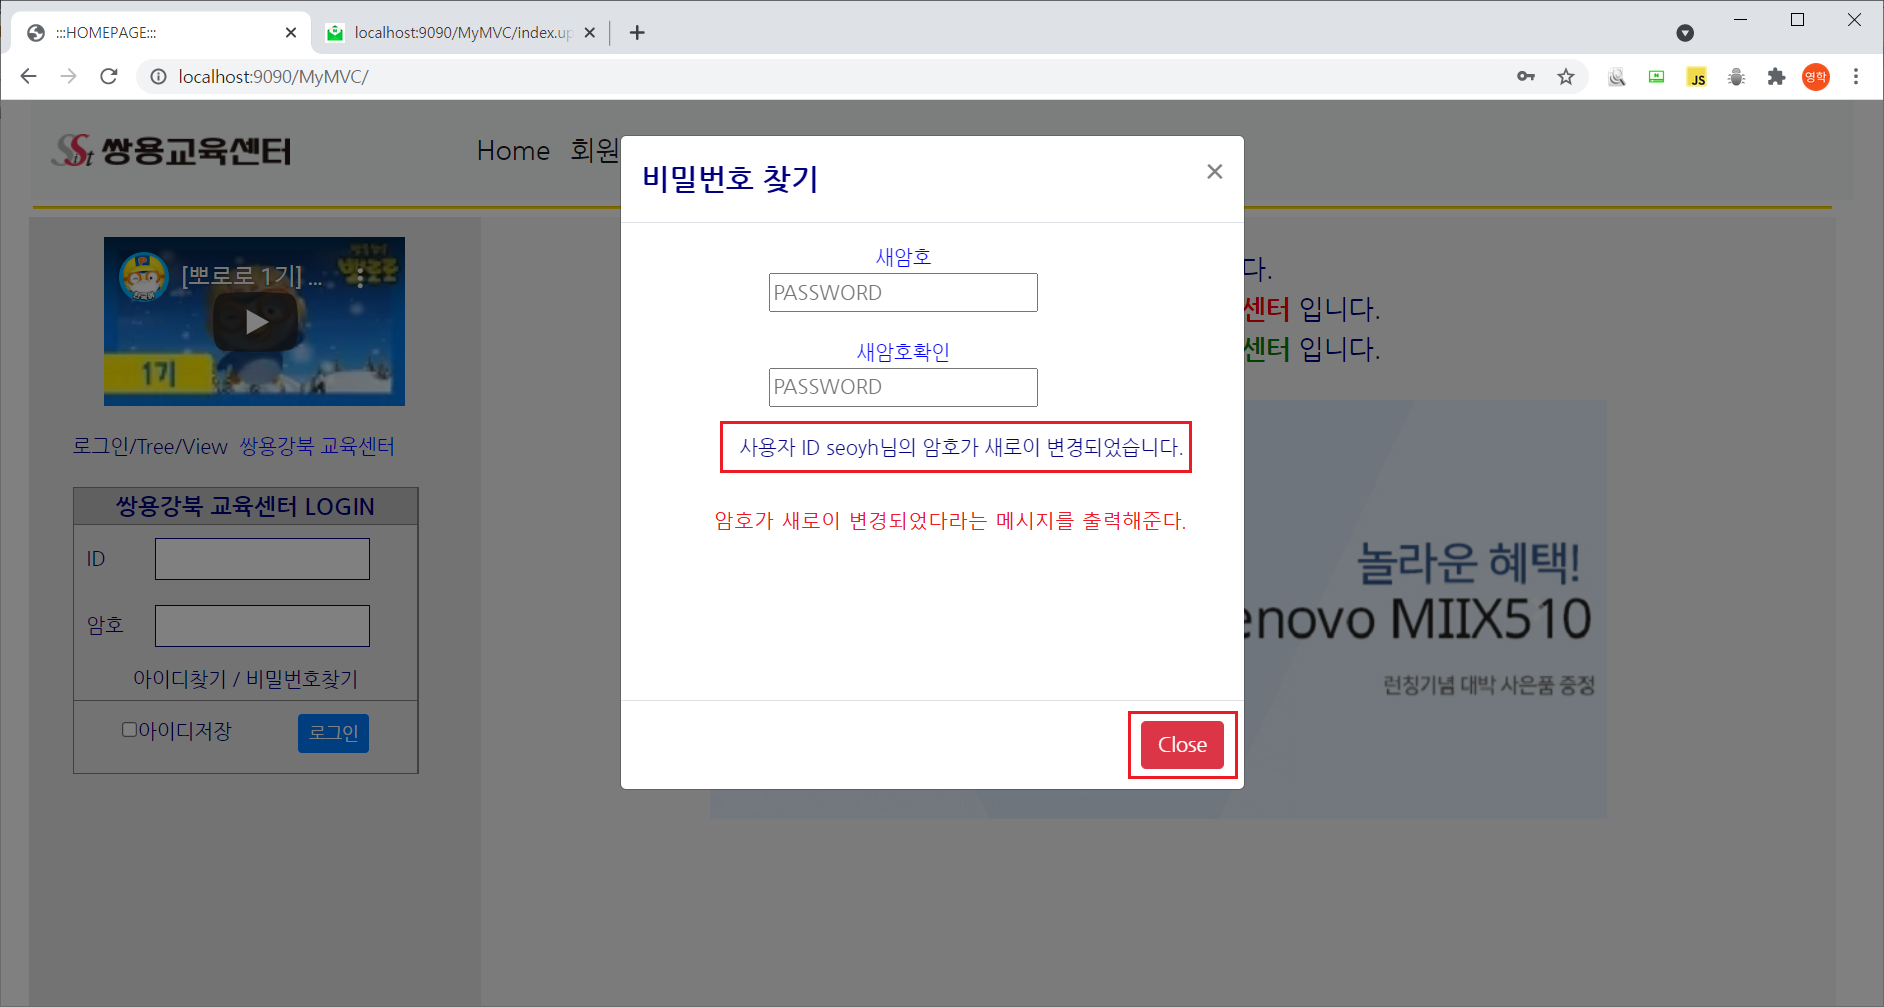 :::HOMEPAGE:::
localhost:9090/MyMVC/index.up
localhost:9090/MyMVC/
JS
영학
Sist 쌍용교육센터
Home 회원
비밀번호 찾기
×
[뽀로로 1기] ...
1기
새암호
PASSWORD
새암호확인
PASSWORD
사용자 ID seoyh님의 암호가 새로이 변경되었습니다.
암호가 새로이 변경되었다라는 메시지를 출력해준다.
Close
로그인/Tree/View 쌍용강북 교육센터
쌍용강북 교육센터 LOGIN
ID
암호
아이디찾기 / 비밀번호찾기
아이디저장
로그인
다.
센터 입니다.
센터 입니다.
놀라운 혜택!
enovo MIIX510
런칭기념 대박 사은품 증정